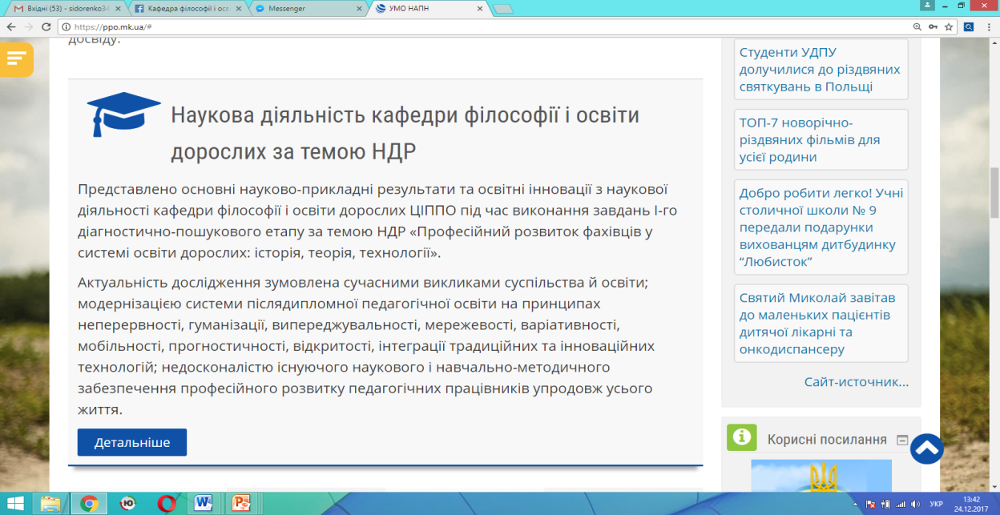 Вхідні (53) - sidorenko34
Кафедра філософії і осв
Messenger
УМО НАПН
https://ppo.mk.ua/#
досвіду.
Наукова діяльність кафедри філософії і освіти
дорослих за темою НДР
Представлено основні науково-прикладні результати та освітні інновації з наукової
діяльності кафедри філософії і освіти дорослих ЦІППО під час виконання завдань І-го
діагностично-пошукового етапу за темою НДР «Професійний розвиток фахівців у
системі освіти дорослих: історія, теорія, технології».
Актуальність дослідження зумовлена сучасними викликами суспільства й освіти;
модернізацією системи післядипломної педагогічної освіти на принципах
неперервності, гуманізації, випереджувальності, мережевості, варіативності,
мобільності, прогностичності, відкритості, інтеграції традиційних та інноваційних
технологій; недосконалістю існуючого наукового і навчально-методичного
забезпечення професійного розвитку педагогічних працівників упродовж усього
життя.
Детальніше
Студенти УДПУ
долучилися до різдвяних
святкувань в Польщі
ТОП-7 новорічно-
різдвяних фільмів для
усієї родини
Добро робити легко! Учні
столичної школи № 9
передали подарунки
вихованцям дитбудинку
“Любисток”
Святий Миколай завітав
до маленьких пацієнтів
дитячої лікарні та
онкодиспансеру
Сайт-источник...
Корисні посилання
УКР
13:42
24.12.2017